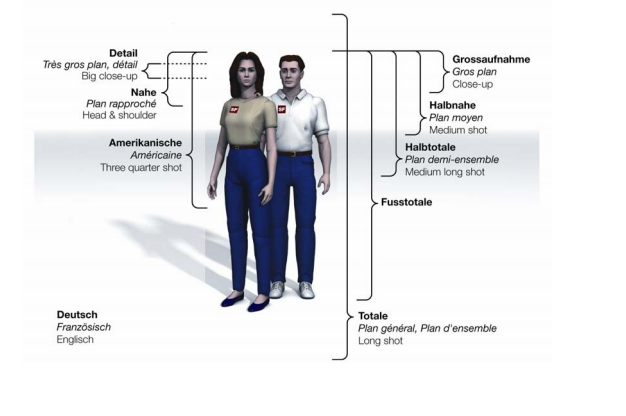 Detail
Très gros plan, détail
Big close-up
Nahe
Plan rapproché
Head & shoulder
Amerikanische
Américaine
Three quarter shot
Grossaufnahme
Gros plan
Close-up
Halbnahe
Plan moyen
Medium shot
Halbtotale
Plan demi-ensemble
Medium long shot
Fusstotale
Totale
Plan général, Plan d'ensemble
Long shot
Deutsch
Französisch
Englisch